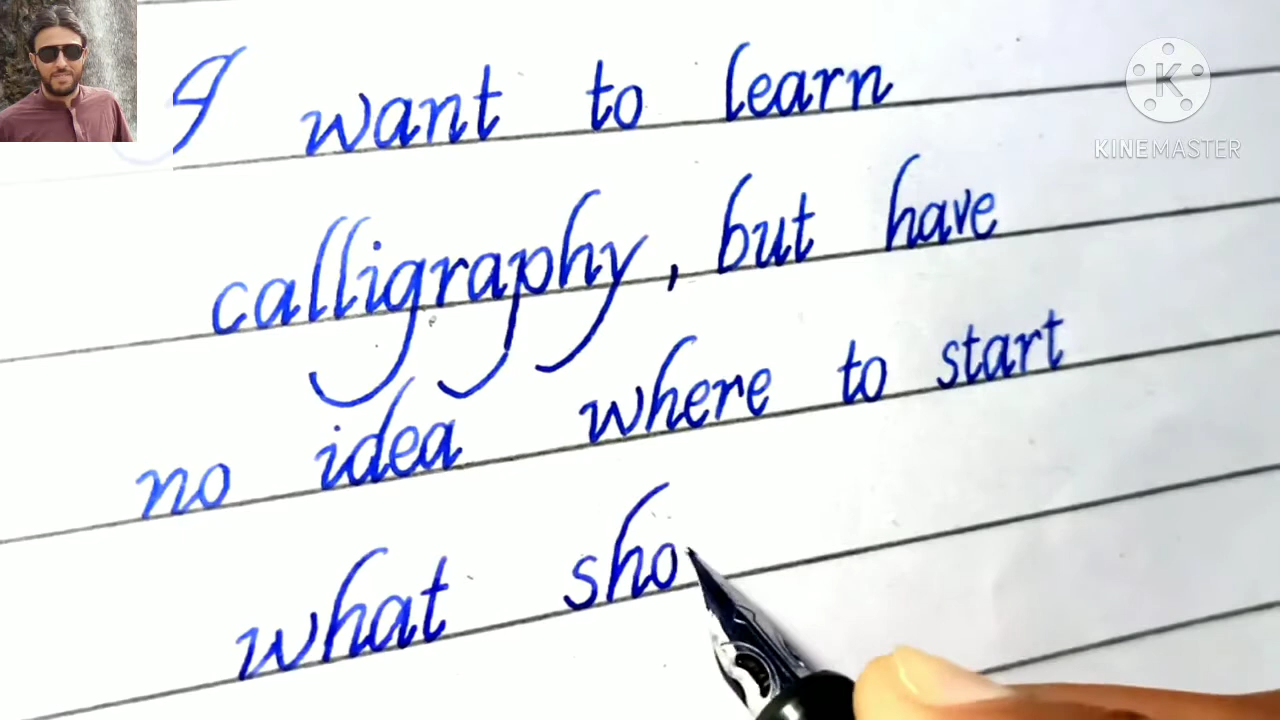 I want to learn
calligraphy, but have
no idea where to start
what sho
K
KINEMASTER